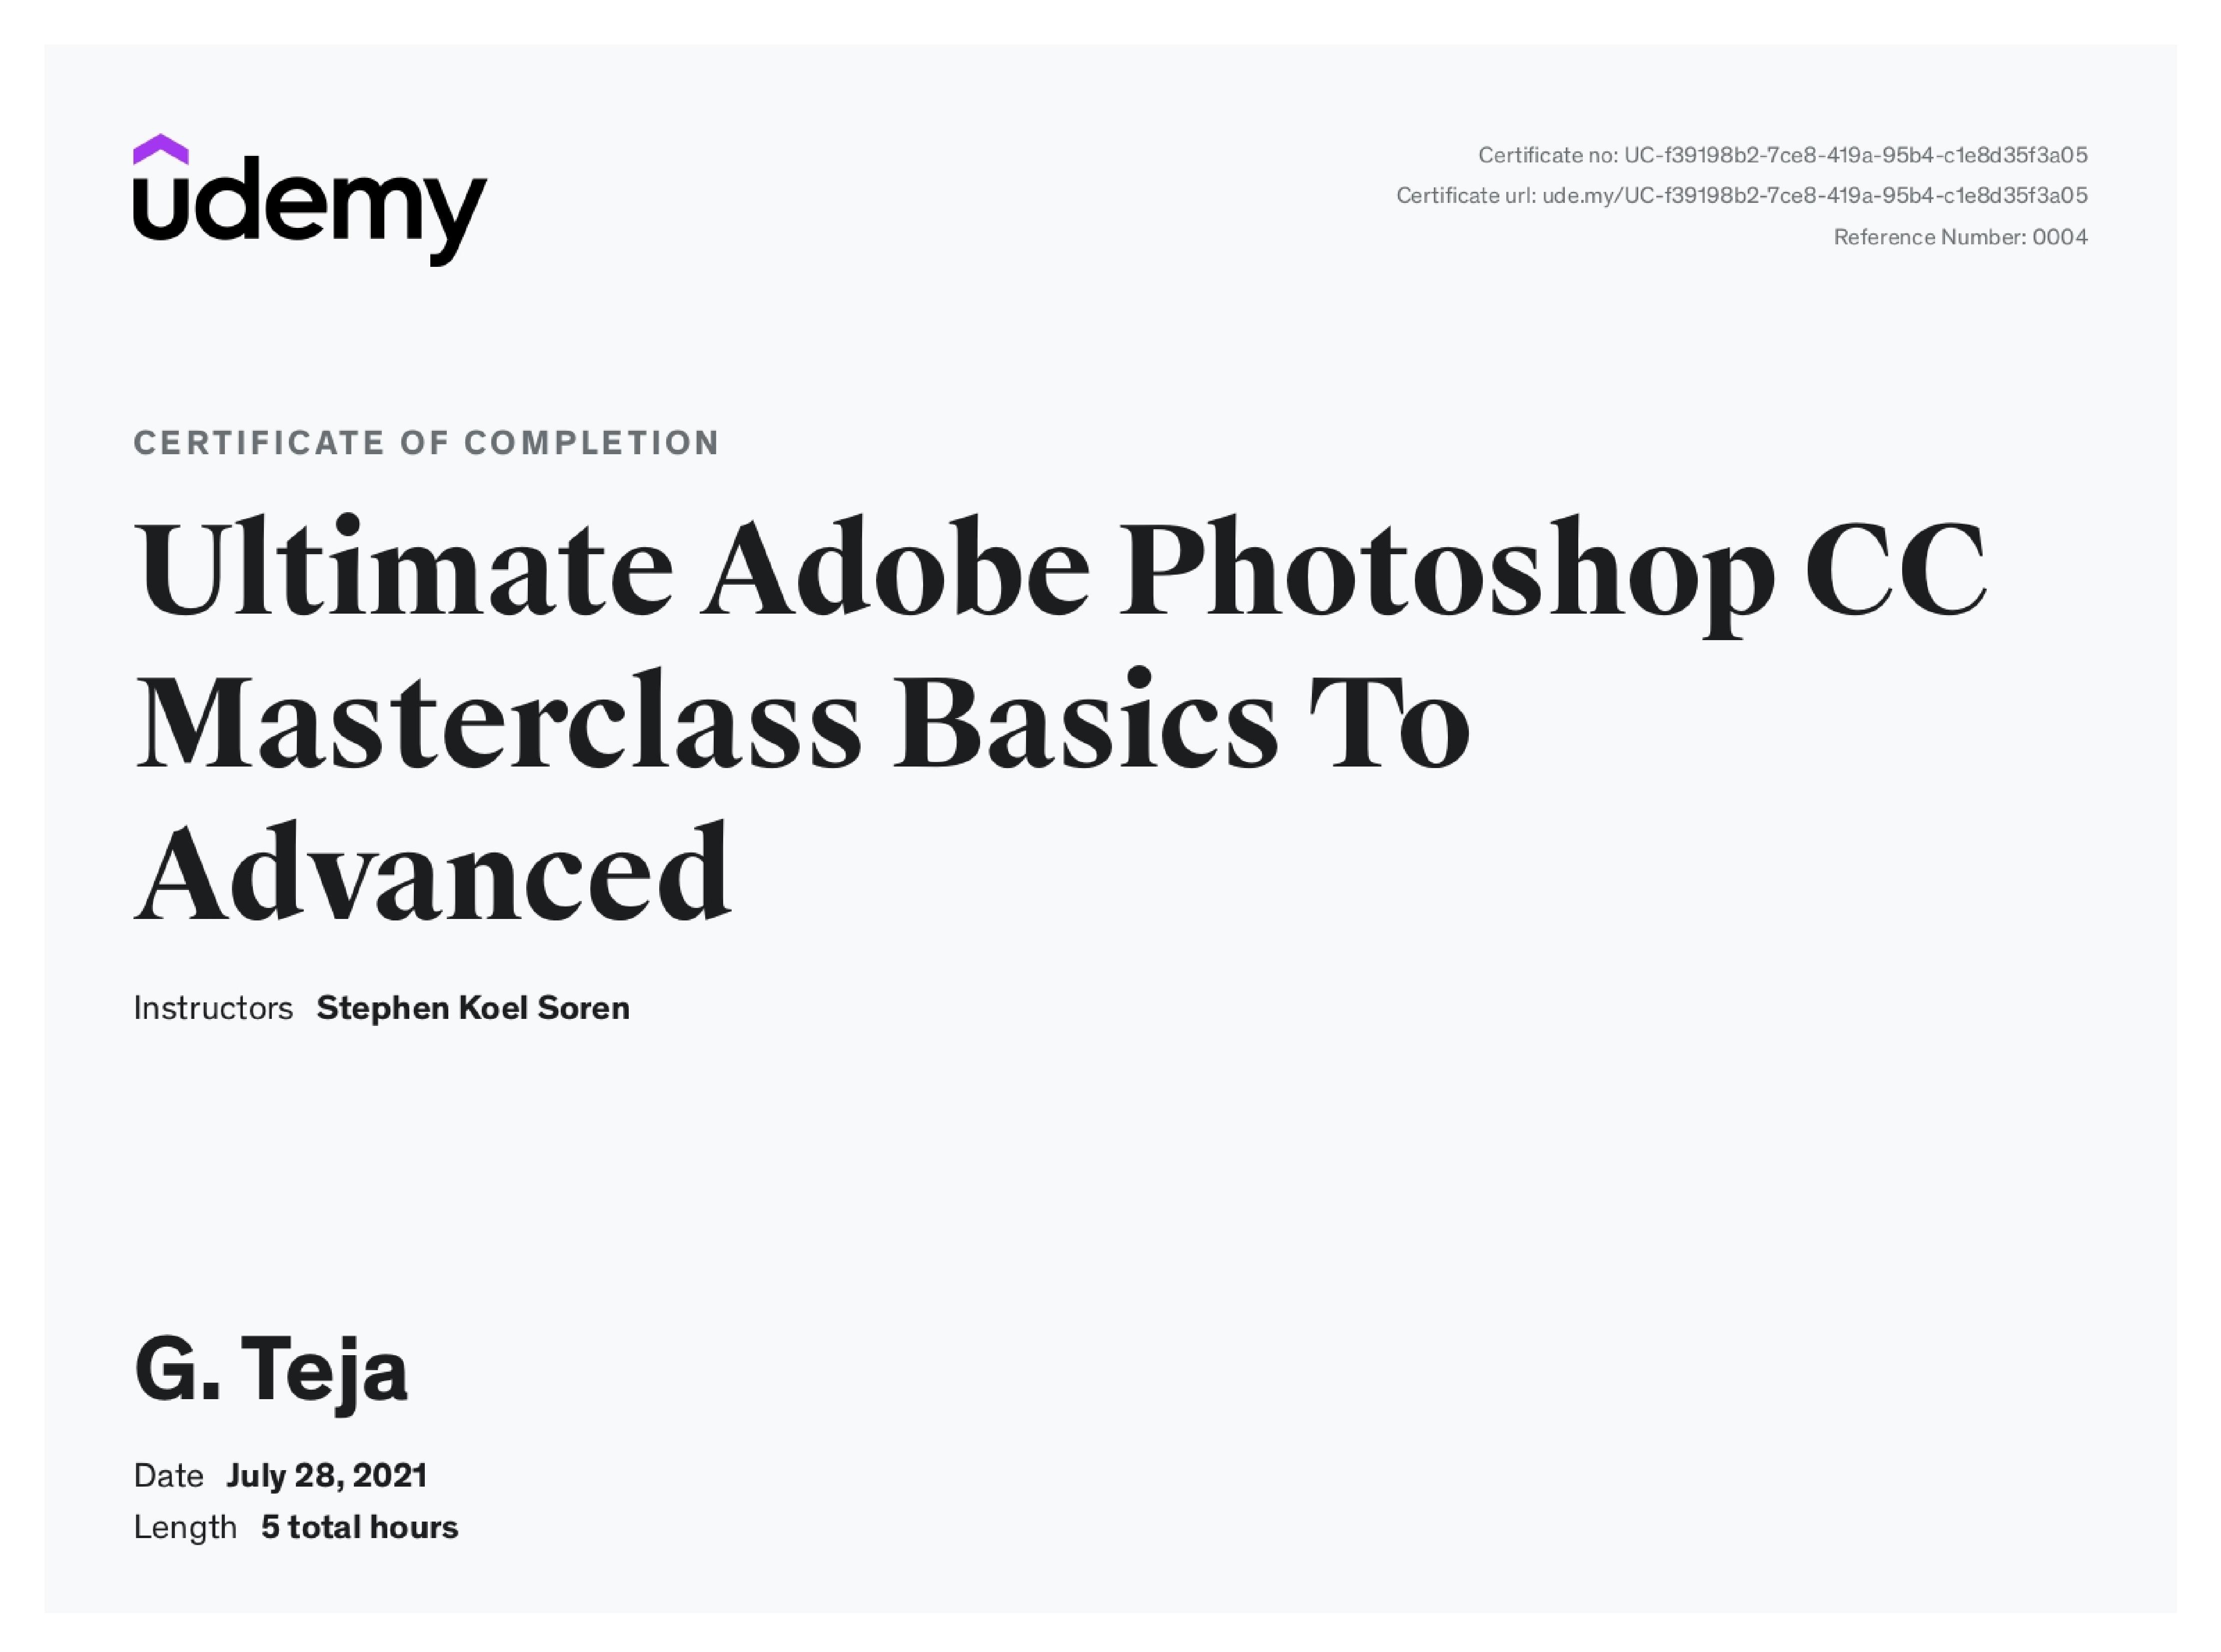 udemy
Certificate no: UC-f39198b2-7ce8-419a-95b4-c1e8d35f3a05
Certificate url: ude.my/UC-f39198b2-7ce8-419a-95b4-c1e8d35f3a05
Reference Number: 0004
CERTIFICATE OF COMPLETION
Ultimate Adobe Photoshop CC
Masterclass Basics To
Advanced
Instructors Stephen Koel Soren
G. Teja
Date July 28, 2021
Length 5 total hours